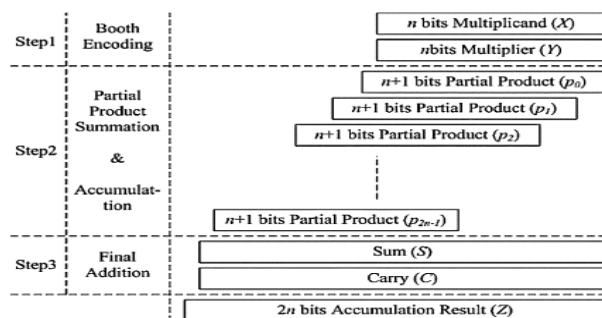 Step1
Booth
Encoding
n bits Multiplicand (X)
nbits Multiplier (Y)
Step2
Partial
Product
Summation
&
Accumulat-
tion
n+1 bits Partial Product (p0)
n+1 bits Partial Product (p1)
n+1 bits Partial Product (p2)
n+1 bits Partial Product (p2n-1)
Step3
Final
Addition
Sum (S)
Carry (C)
2n bits Accumulation Result (Z)